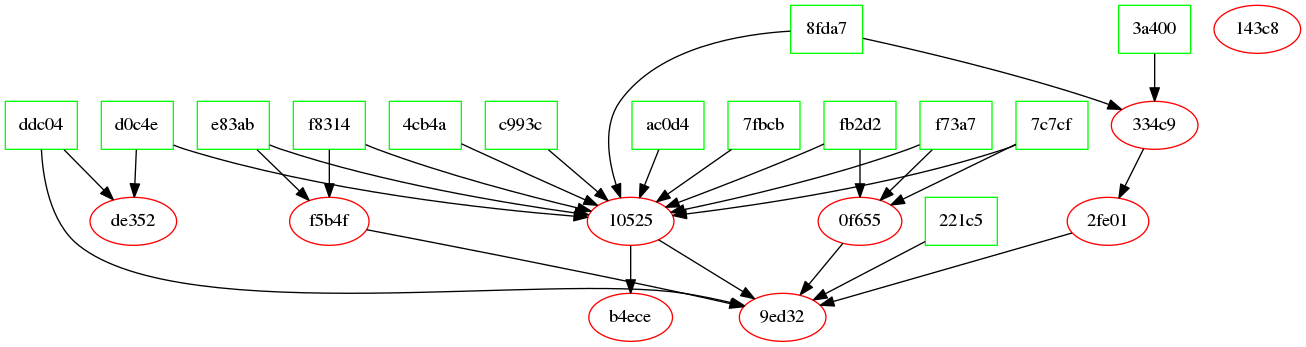 8fda7
3a400
143c8
ddc04
d0c4e
e83ab
f8314
4cb4a
c993c
ac0d4
7fbcb
fb2d2
f73a7
7c7cf
334c9
de352
f5b4f
10525
0f655
221c5
2fe01
b4ece
9ed32